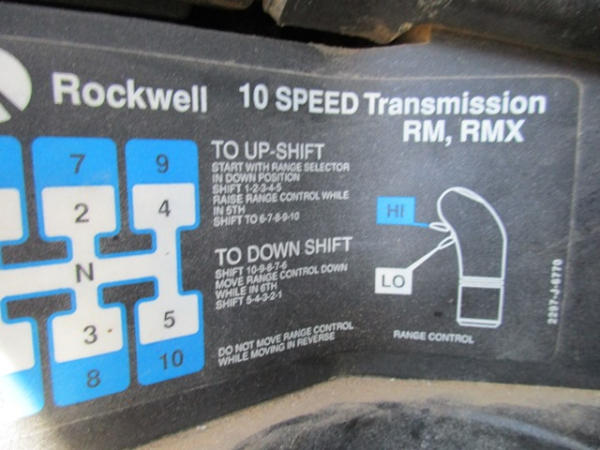 Rockwell 10 SPEED Transmission
RM, RMX
7 9
2 4
N
3 5
8 10
TO UP-SHIFT
START WITH RANGE SELECTOR
IN DOWN POSITION
SHIFT 1-2-3-4-5
RAISE RANGE CONTROL WHILE
IN 5TH
SHIFT TO 6-7-8-9-10
TO DOWN SHIFT
SHIFT 10-9-8-7-6
MOVE RANGE CONTROL DOWN
WHILE IN 6TH
SHIFT 5-4-3-2-1
DO NOT MOVE RANGE CONTROL
WHILE MOVING IN REVERSE
HI
LO
RANGE CONTROL
2297-J-6770